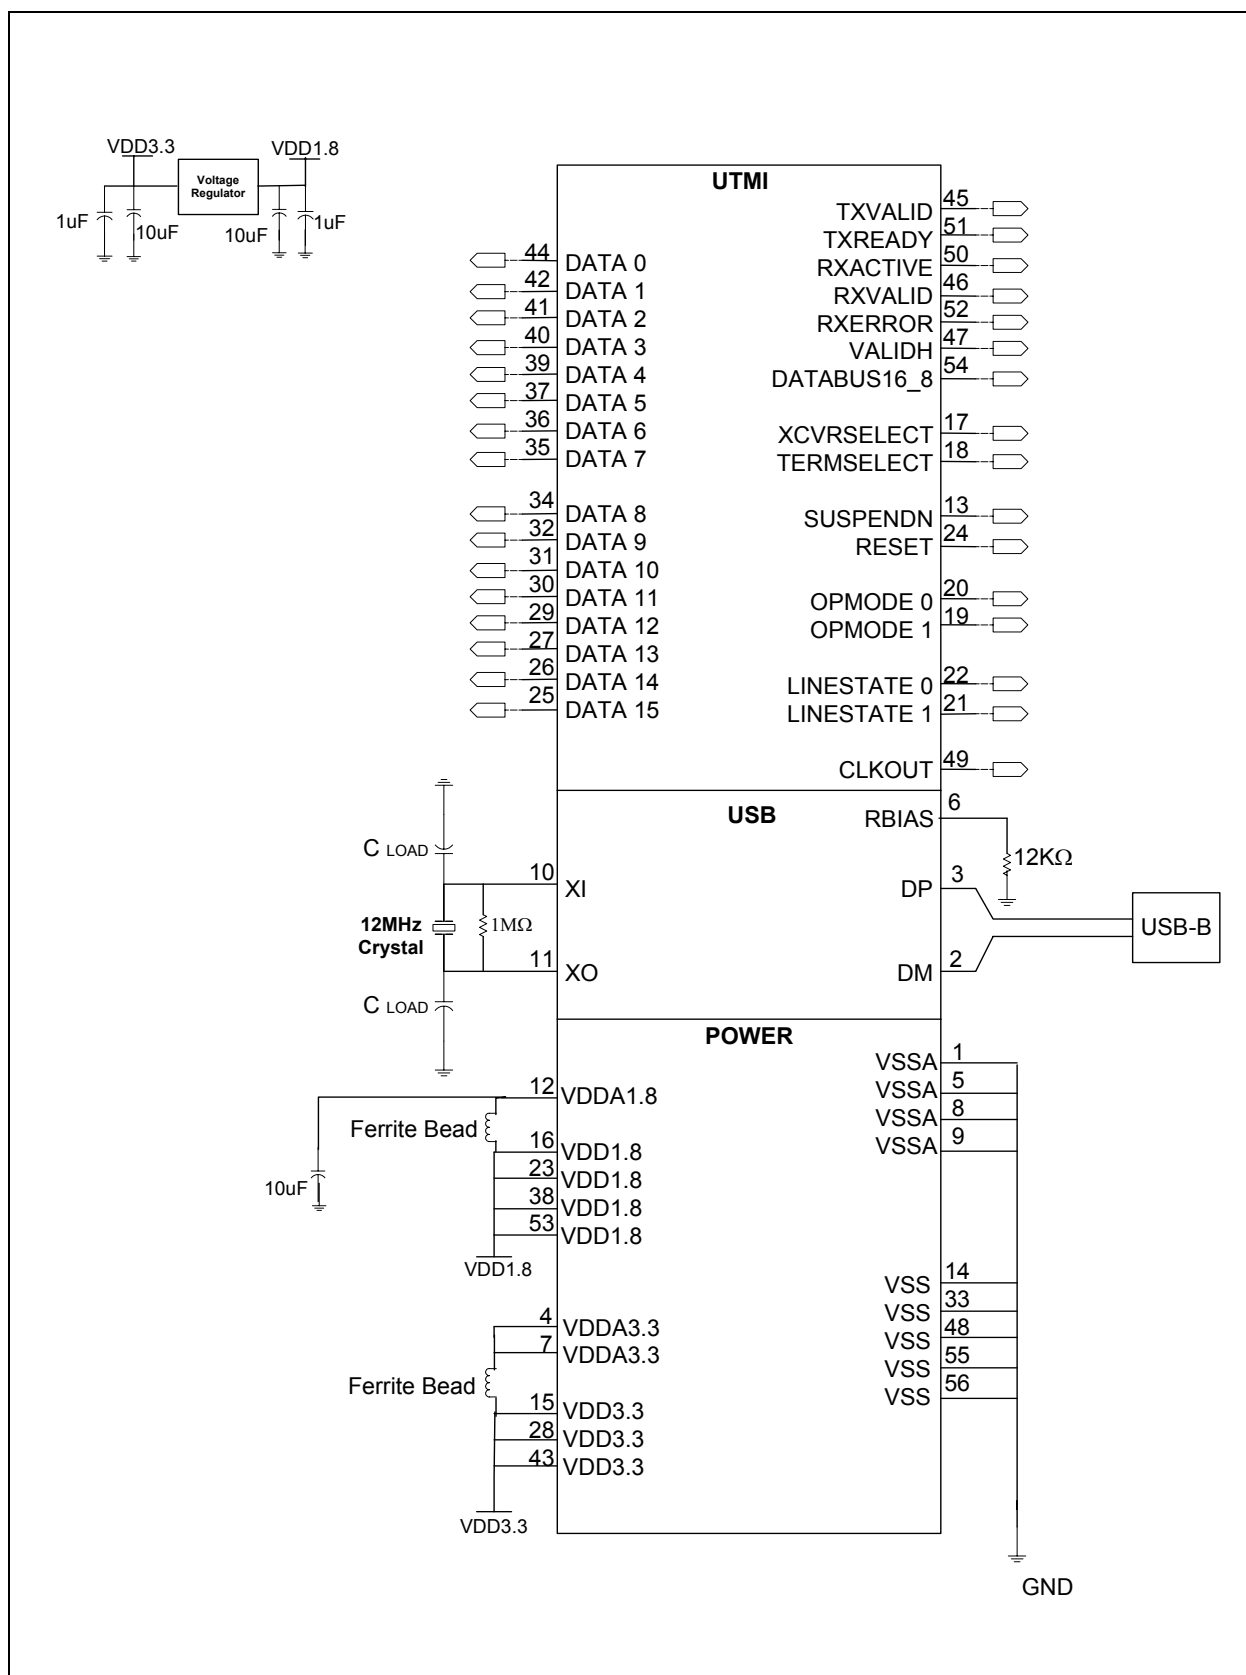 VDD3.3
VDD1.8
Voltage
Regulator
1uF
10uF
10uF
1uF
UTMI
44 DATA 0
42 DATA 1
41 DATA 2
40 DATA 3
39 DATA 4
37 DATA 5
36 DATA 6
35 DATA 7
34 DATA 8
32 DATA 9
31 DATA 10
30 DATA 11
29 DATA 12
27 DATA 13
26 DATA 14
25 DATA 15
TXVALID 45
TXREADY 51
RXACTIVE 50
RXVALID 46
RXERROR 52
VALIDH 47
DATABUS16_8 54
XCVRSELECT 17
TERMSELECT 18
SUSPENDN 13
RESET 24
OPMODE 0 20
OPMODE 1 19
LINESTATE 0 22
LINESTATE 1 21
CLKOUT 49
USB
C LOAD
10 XI
12MHz
Crystal
1MΩ
11 XO
C LOAD
RBIAS 6
12KΩ
DP 3
USB-B
DM 2
POWER
12 VDDA1.8
Ferrite Bead
16 VDD1.8
23 VDD1.8
10uF
38 VDD1.8
53 VDD1.8
VDD1.8
4 VDDA3.3
7 VDDA3.3
Ferrite Bead
15 VDD3.3
28 VDD3.3
43 VDD3.3
VDD3.3
VSSA 1
VSSA 5
VSSA 8
VSSA 9
VSS 14
VSS 33
VSS 48
VSS 55
VSS 56
GND